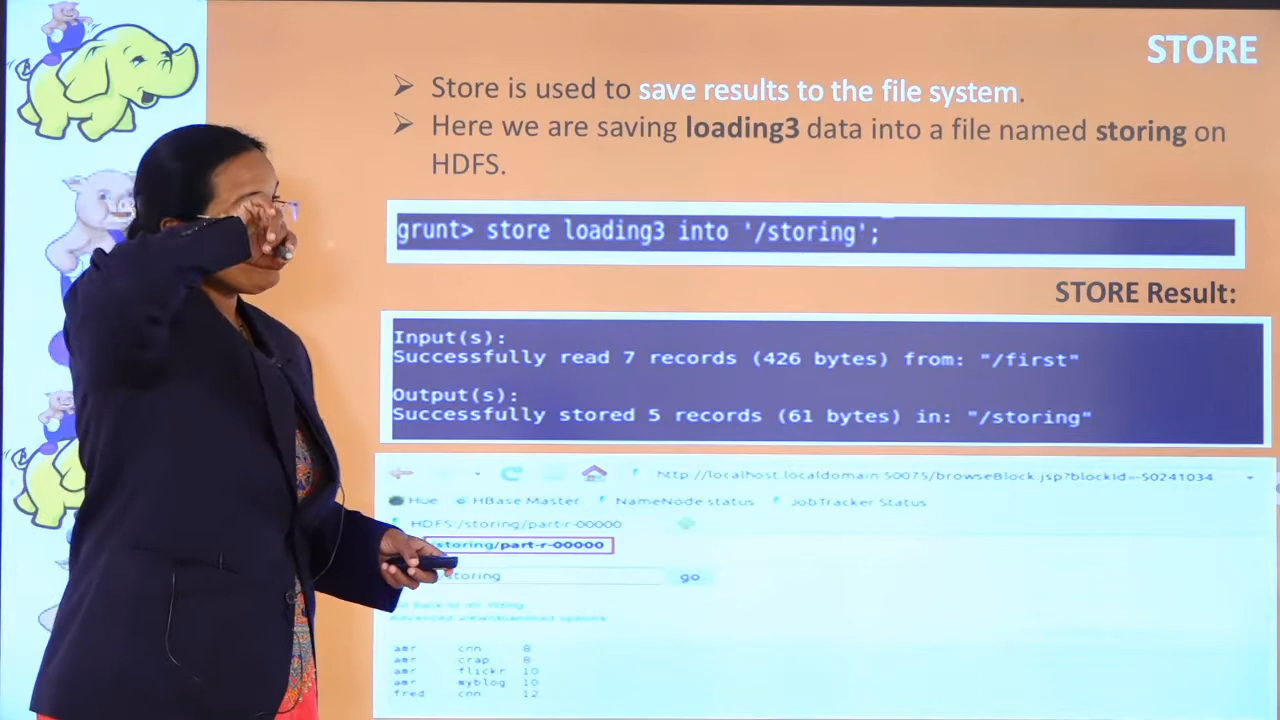 STORE
Store is used to save results to the file system.
Here we are saving loading3 data into a file named storing on
HDFS.
grunt> store loading3 into '/storing';
STORE Result:
Input(s):
Successfully read 7 records (426 bytes) from: "/first"
Output(s):
Successfully stored 5 records (61 bytes) in: "/storing"
http://localhost.localdomain:50075/browseBlock.jsp?blockId=-50241034
Hue HBase Master NameNode status JobTracker Status
HDFS:/storing/part-r-00000
storing/part-r-00000
storing go
Advanced view/download options
amr cnn 8
amr crap 8
amr flickr 10
amr myblog 10
fred cnn 12